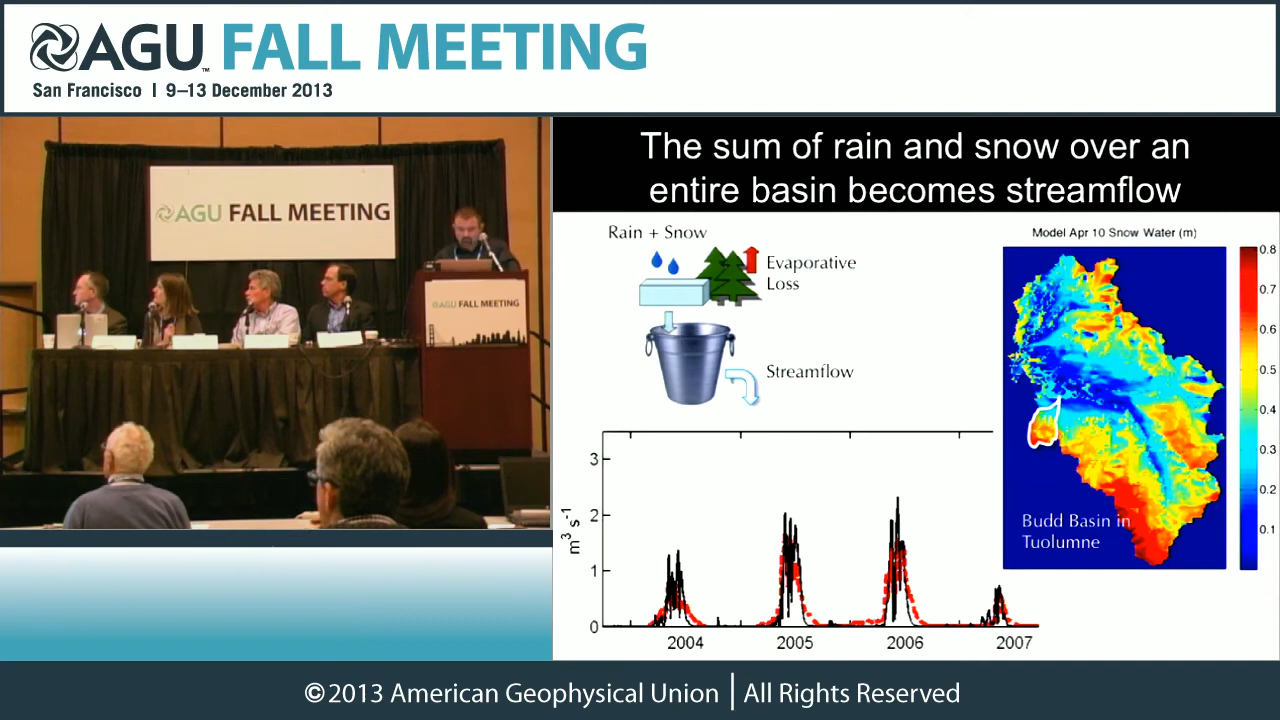 AGU FALL MEETING
San Francisco | 9–13 December 2013
AGU FALL MEETING
AGU FALL MEETING
The sum of rain and snow over an
entire basin becomes streamflow
Rain + Snow
Evaporative
Loss
Streamflow
Model Apr 10 Snow Water (m)
0.8
0.7
0.6
0.5
0.4
0.3
0.2
0.1
Budd Basin in
Tuolumne
m³ s⁻¹
3
2
1
0
2004
2005
2006
2007
©2013 American Geophysical Union | All Rights Reserved